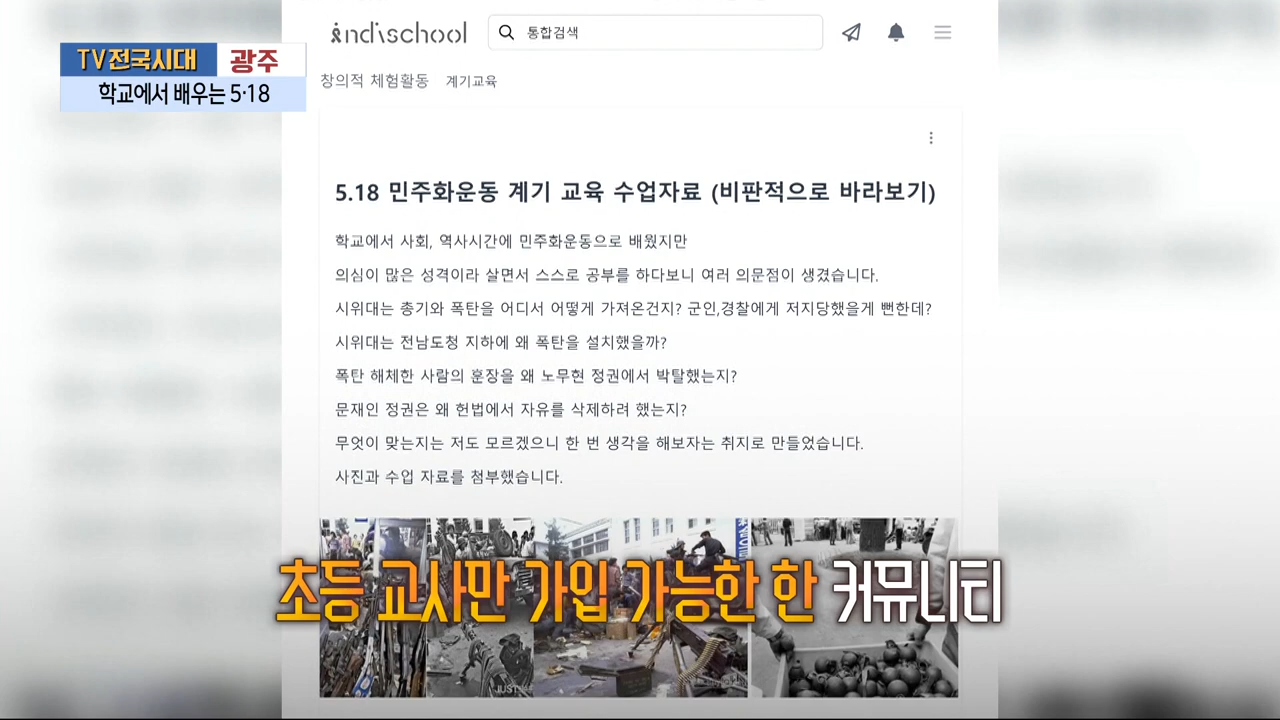 indischool
통합검색
TV전국시대 광주
학교에서 배우는 5·18
창의적 체험활동 계기교육
5.18 민주화운동 계기 교육 수업자료 (비판적으로 바라보기)
학교에서 사회, 역사시간에 민주화운동으로 배웠지만
의심이 많은 성격이라 살면서 스스로 공부를 하다보니 여러 의문점이 생겼습니다.
시위대는 총기와 폭탄을 어디서 어떻게 가져온건지? 군인,경찰에게 저지당했을게 뻔한데?
시위대는 전남도청 지하에 왜 폭탄을 설치했을까?
폭탄 해체한 사람의 훈장을 왜 노무현 정권에서 박탈했는지?
문재인 정권은 왜 헌법에서 자유를 삭제하려 했는지?
무엇이 맞는지는 저도 모르겠으니 한 번 생각을 해보자는 취지로 만들었습니다.
사진과 수업 자료를 첨부했습니다.
초등 교사만 가입 가능한 한 커뮤니티